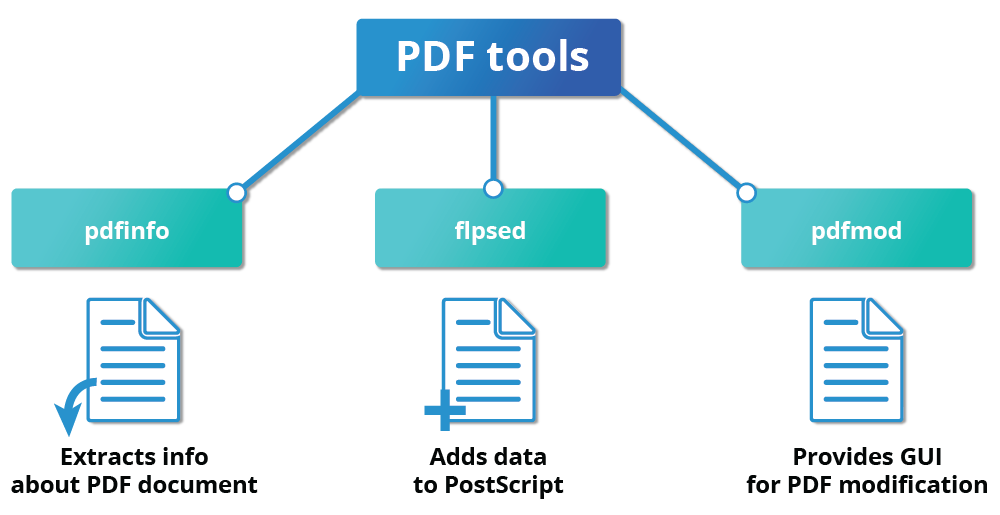 PDF tools
pdfinfo
flpsed
pdfmod
Extracts info
about PDF document
Adds data
to PostScript
Provides GUI
for PDF modification